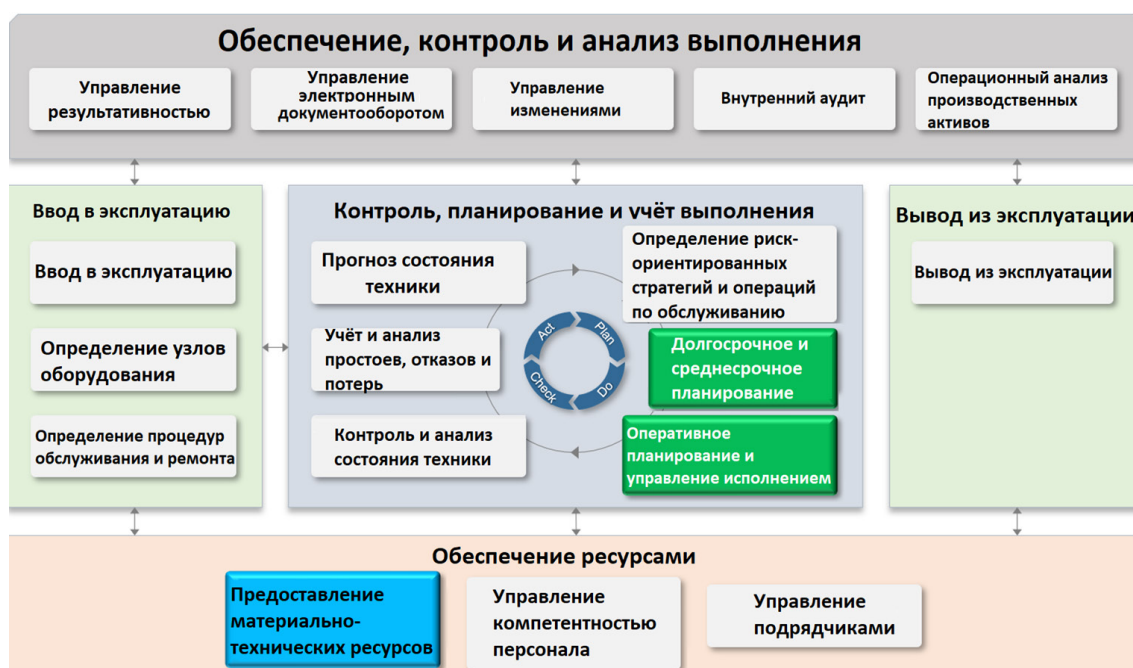 Обеспечение, контроль и анализ выполнения
Управление
результативностью
Управление
электронным
документооборотом
Управление
изменениями
Внутренний аудит
Операционный анализ
производственных
активов
Ввод в эксплуатацию
Ввод в эксплуатацию
Определение узлов
оборудования
Определение процедур
обслуживания и ремонта
Контроль, планирование и учёт выполнения
Прогноз состояния
техники
Учёт и анализ
простоев, отказов и
потерь
Контроль и анализ
состояния техники
Act
Plan
Check
Do
Определение риск-
ориентированных
стратегий и операций
по обслуживанию
Долгосрочное и
среднесрочное
планирование
Оперативное
планирование и
управление исполнением
Вывод из эксплуатации
Вывод из эксплуатации
Обеспечение ресурсами
Предоставление
материально-
технических ресурсов
Управление
компетентностью
персонала
Управление
подрядчиками